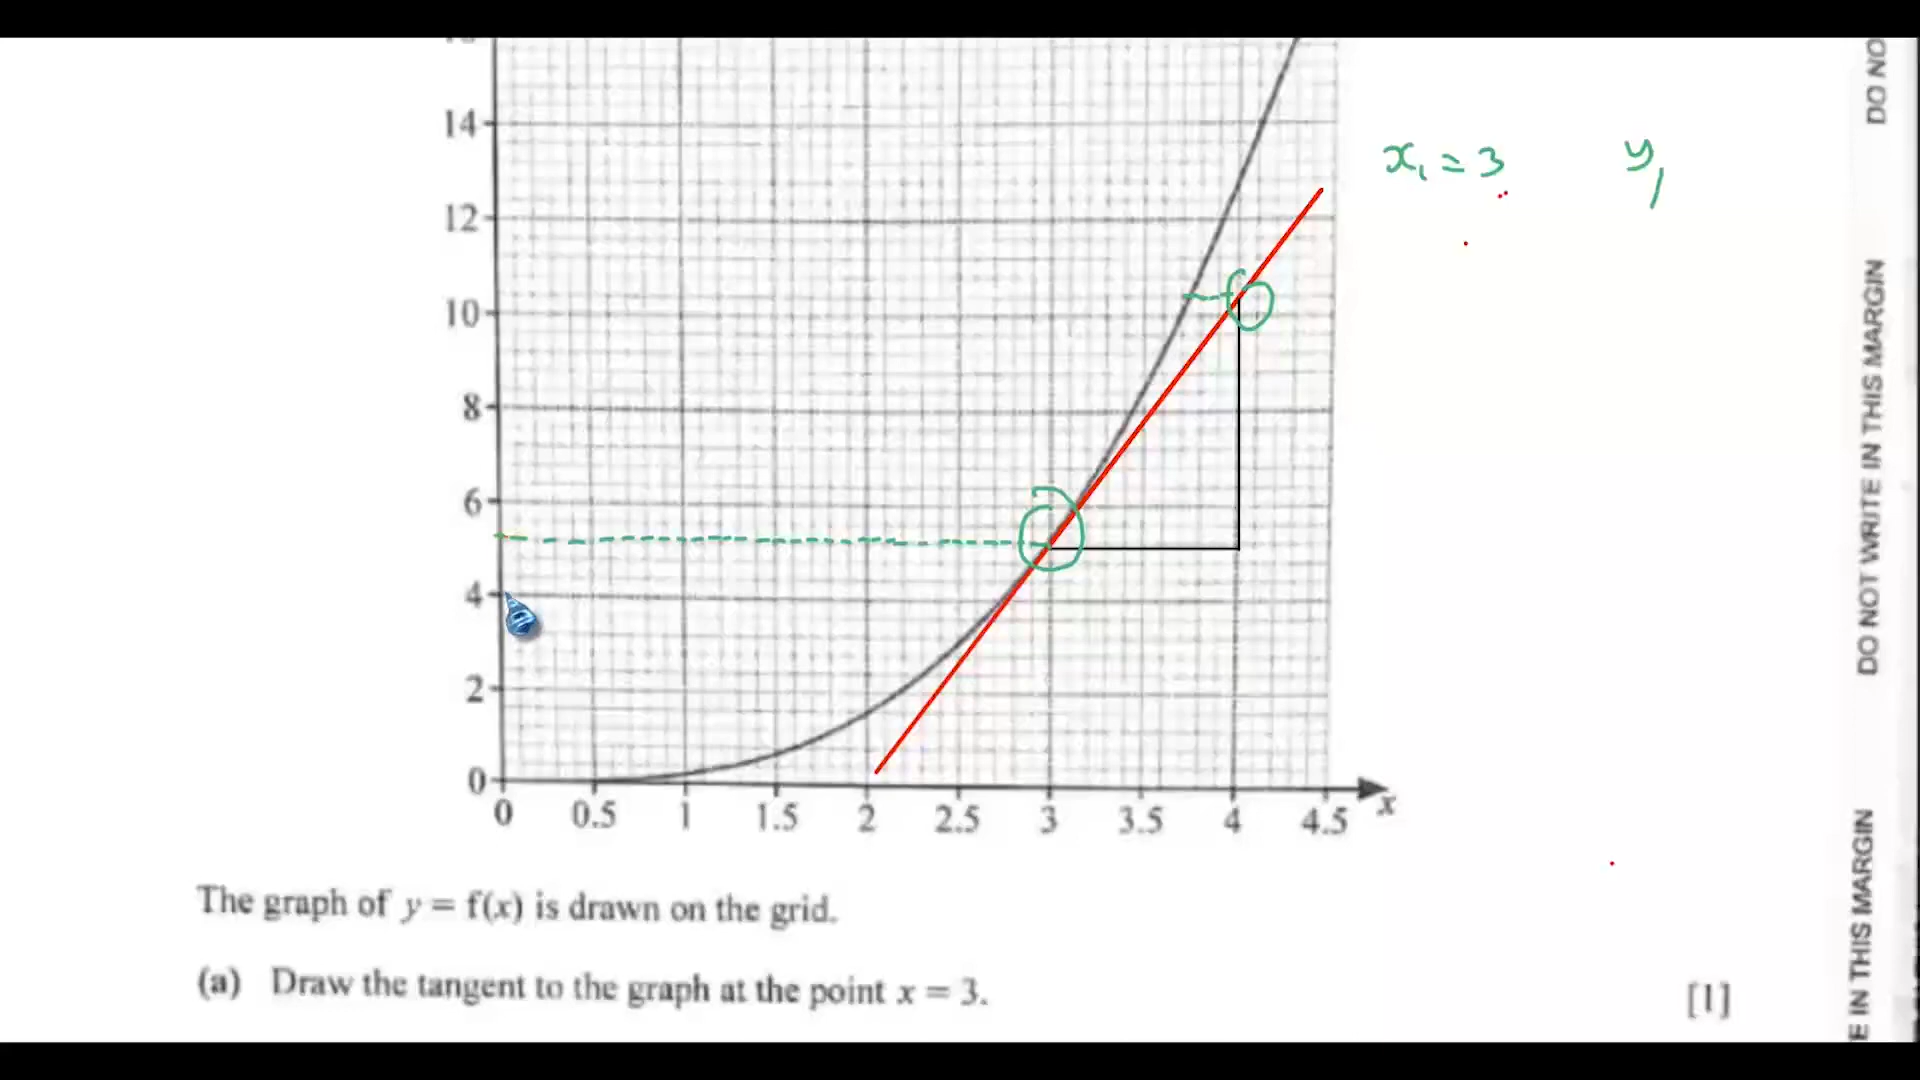 DO NO
14
x₁ = 3 y₁
12
10
8
6
4
2
0
0 0.5 1 1.5 2 2.5 3 3.5 4 4.5 x
DO NOT WRITE IN THIS MARGIN
The graph of y = f(x) is drawn on the grid.
(a) Draw the tangent to the graph at the point x = 3. [1]
E IN THIS MARGIN